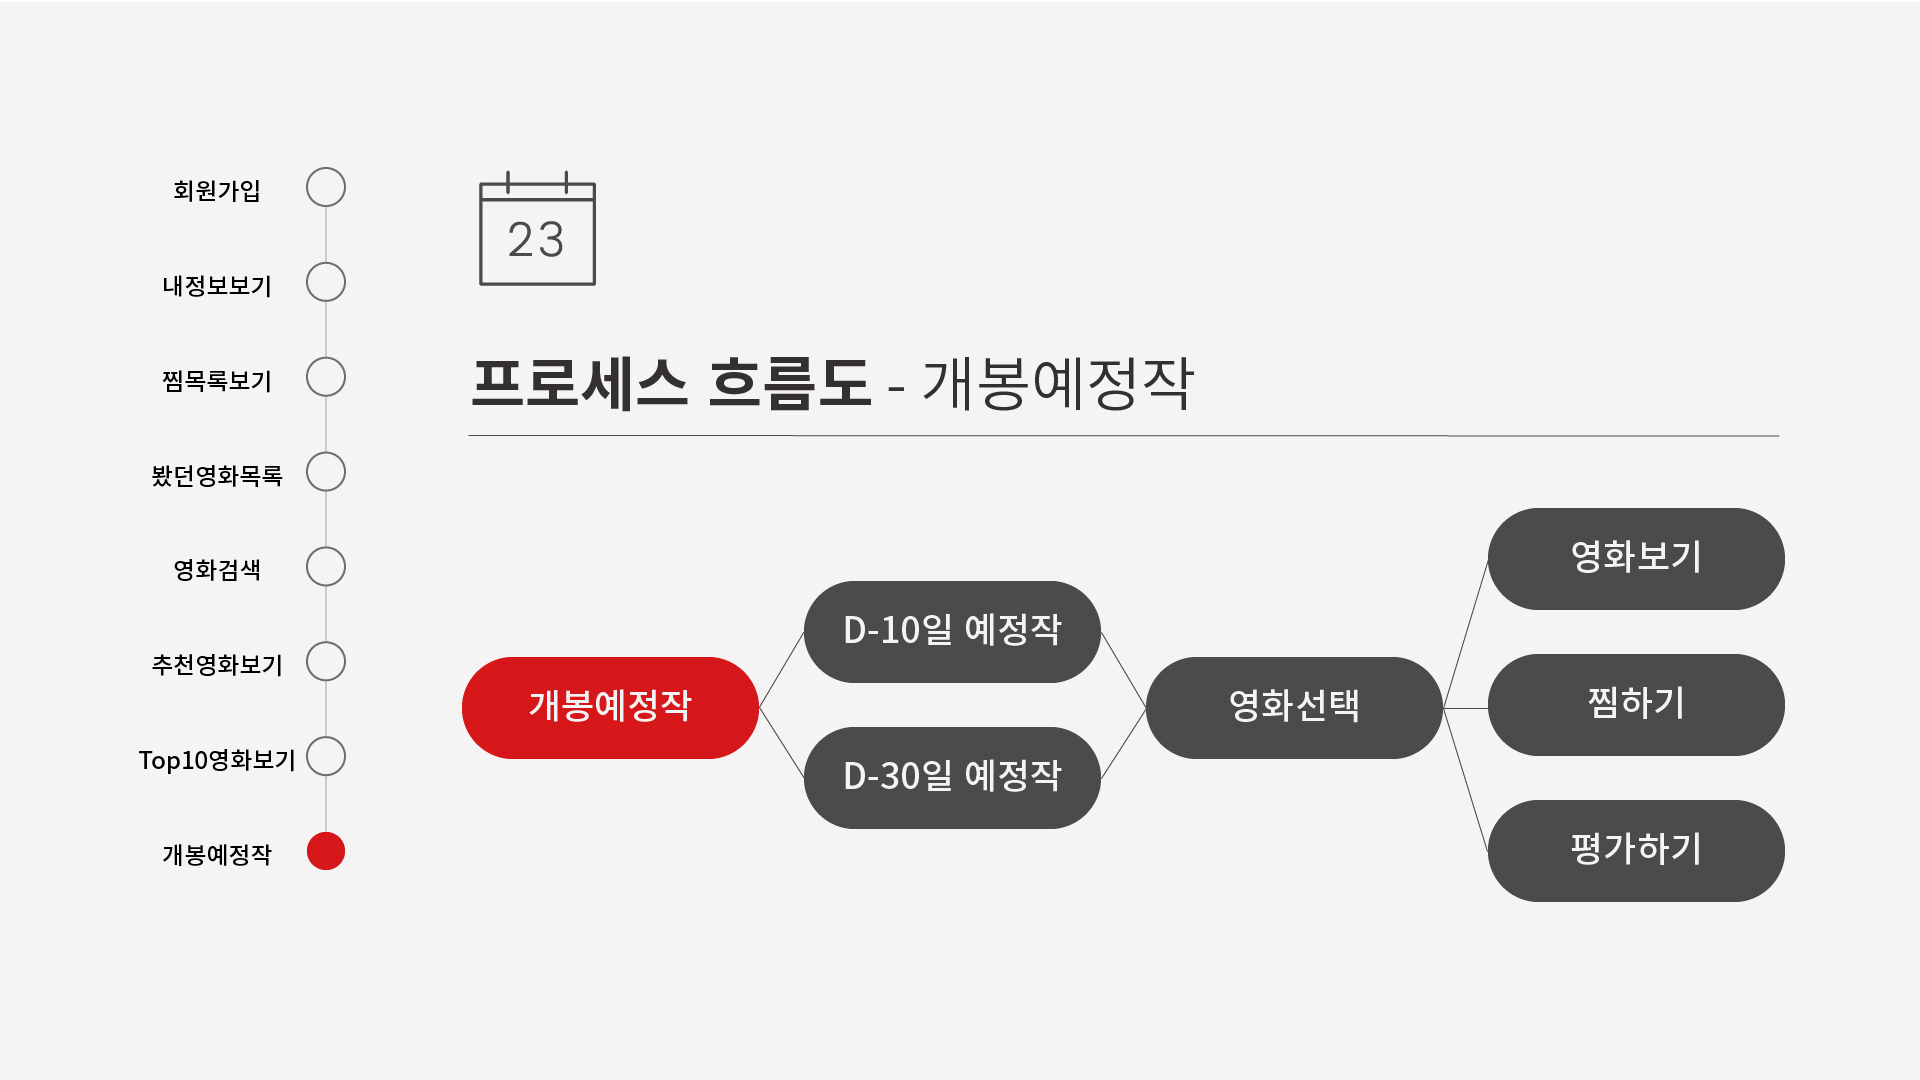 회원가입
내정보보기
찜목록보기
봤던영화목록
영화검색
추천영화보기
Top10영화보기
개봉예정작
23
프로세스 흐름도 - 개봉예정작
개봉예정작
D-10일 예정작
D-30일 예정작
영화선택
영화보기
찜하기
평가하기